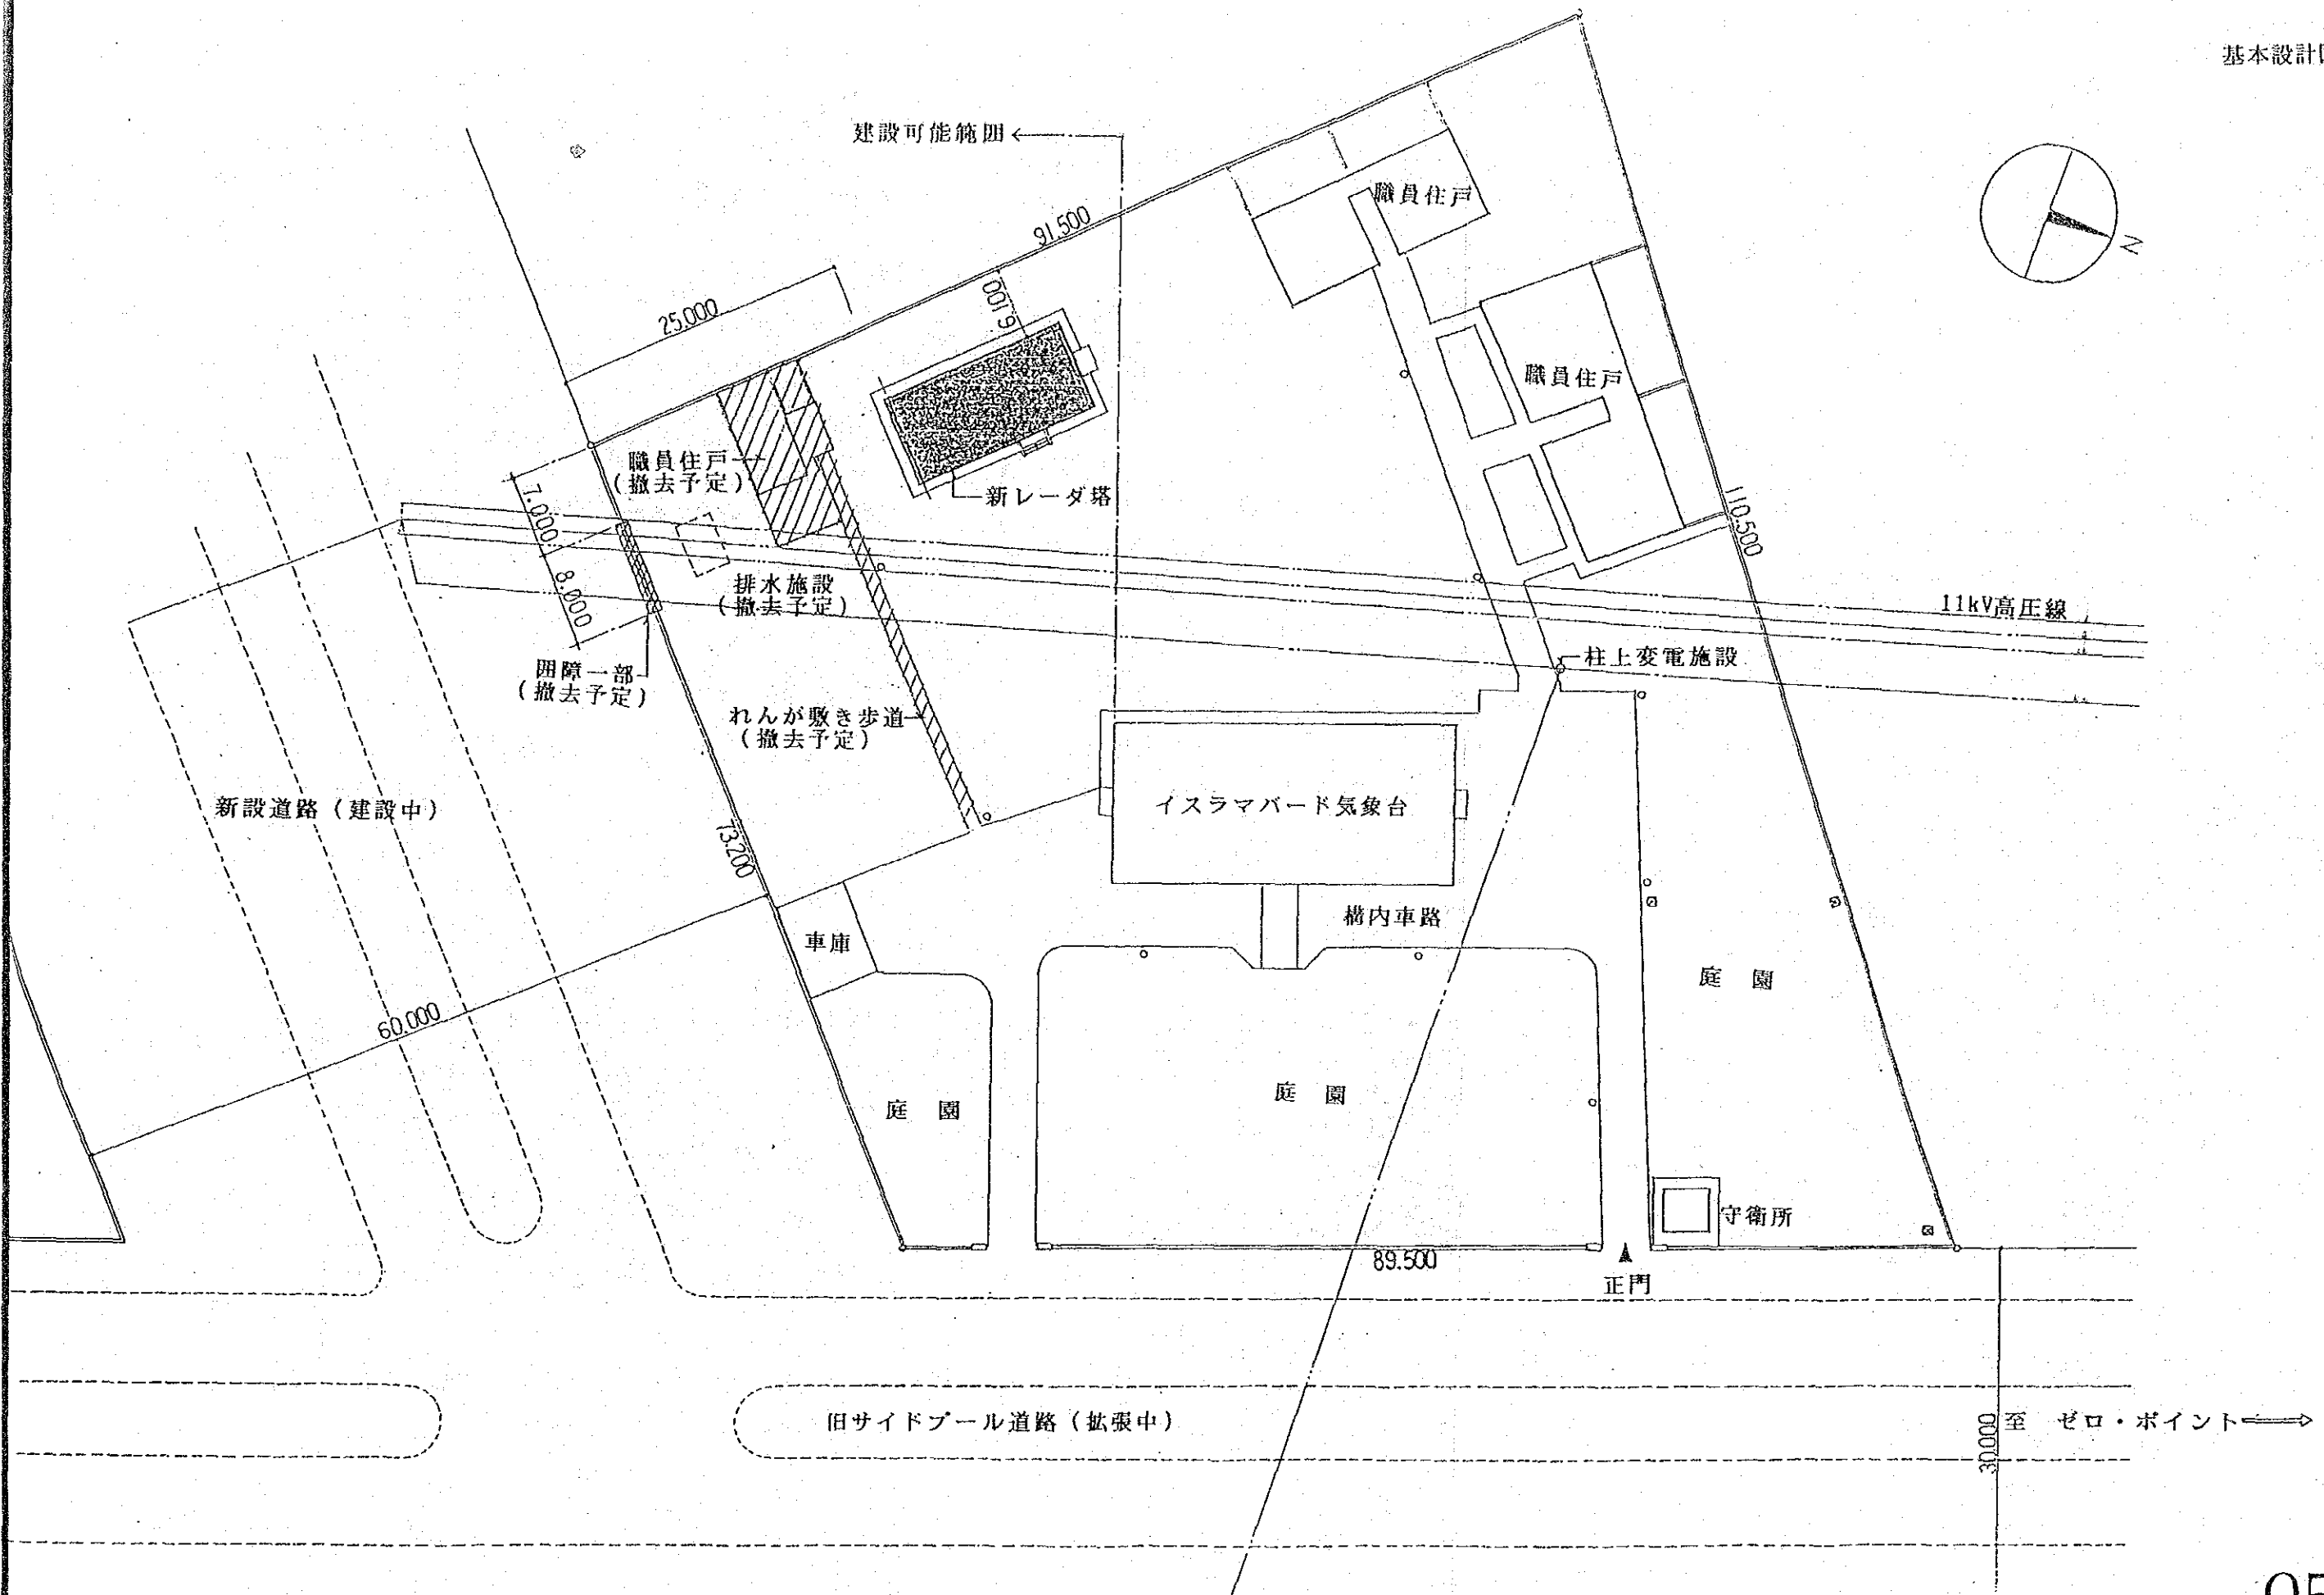 基本設計
建設可能範囲
N
職員住戸
91.500
6.100
25.000
職員住戸
職員住戸
(撤去予定)
新レーダ塔
7.000
8.000
110.500
排水施設
(撤去予定)
11kV高圧線
囲障一部
(撤去予定)
柱上変電施設
れんが敷き歩道
(撤去予定)
新設道路(建設中)
イスラマバード気象台
73.200
構内車路
車庫
庭 園
60.000
庭 園
庭 園
守衛所
89.500
正門
旧サイドプール道路(拡張中)
30.000
至 ゼロ・ポイント